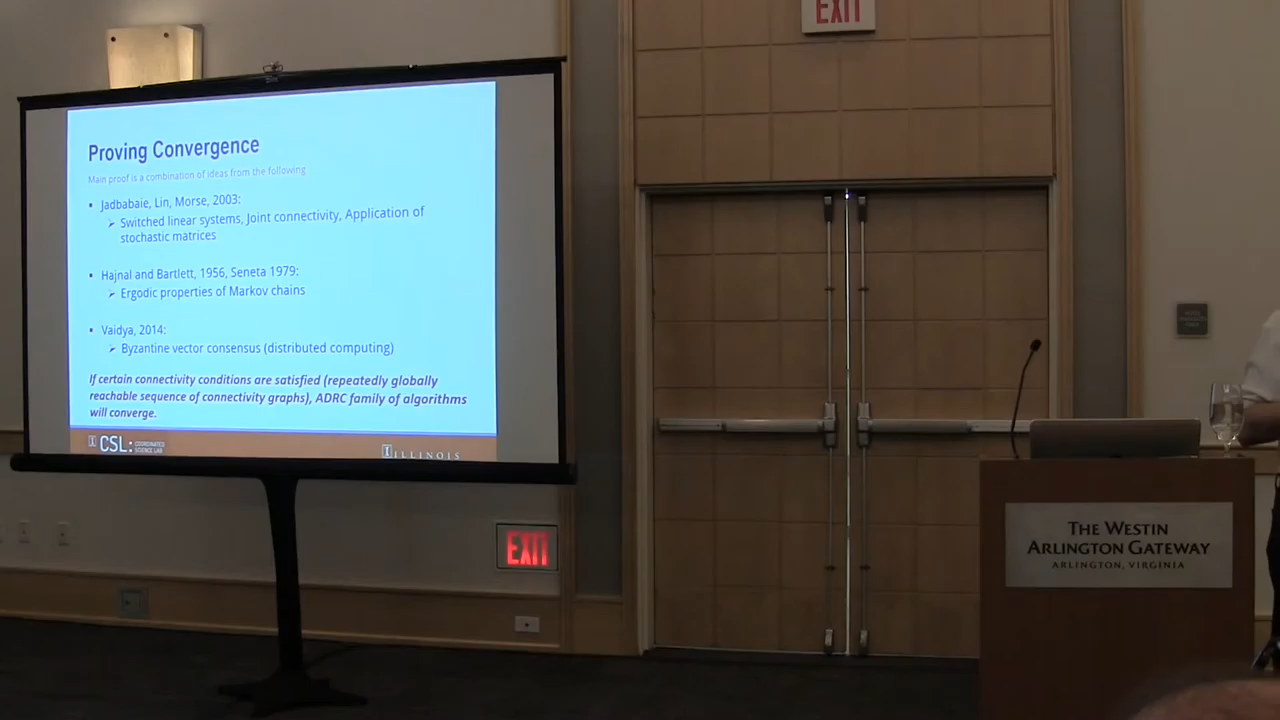 EXIT
Proving Convergence
Main proof is a combination of ideas from the following
▪ Jadbabaie, Lin, Morse, 2003:
➢ Switched linear systems, Joint connectivity, Application of
stochastic matrices
▪ Hajnal and Bartlett, 1956, Seneta 1979:
➢ Ergodic properties of Markov chains
▪ Vaidya, 2014:
➢ Byzantine vector consensus (distributed computing)
If certain connectivity conditions are satisfied (repeatedly globally
reachable sequence of connectivity graphs), ADRC family of algorithms
will converge.
I CSL: COORDINATED
SCIENCE LAB
I ILLINOIS
EXIT
THE WESTIN
ARLINGTON GATEWAY
ARLINGTON, VIRGINIA